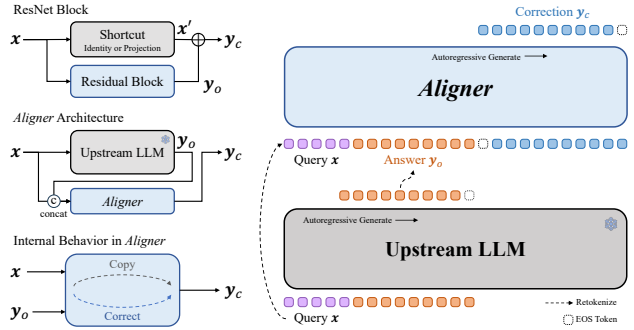 ResNet Block
x
Shortcut
Identity or Projection
x′
y_c
Residual Block
y_o
Aligner Architecture
x
Upstream LLM
y_o
y_c
C
concat
Aligner
Internal Behavior in Aligner
x
Copy
y_c
y_o
Correct
Correction y_c
Autoregressive Generate
Aligner
Query x
Answer y_o
Autoregressive Generate
Upstream LLM
Query x
Retokenize
EOS Token